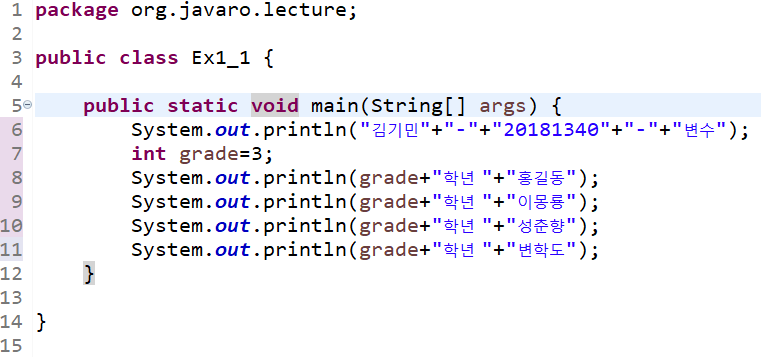 1 package org.javaro.lecture;
2
3 public class Ex1_1 {
4
5 public static void main(String[] args) {
6 System.out.println("김기민"+"-"+"20181340"+"-"+"변수");
7 int grade=3;
8 System.out.println(grade+"학년 "+"홍길동");
9 System.out.println(grade+"학년 "+"이몽룡");
10 System.out.println(grade+"학년 "+"성춘향");
11 System.out.println(grade+"학년 "+"변학도");
12 }
13
14 }
15